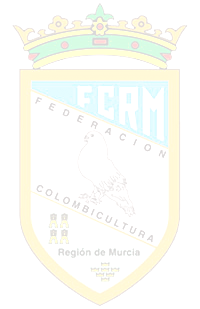 FCRM
FEDERACION
COLOMBICULTURA
Región de Murcia